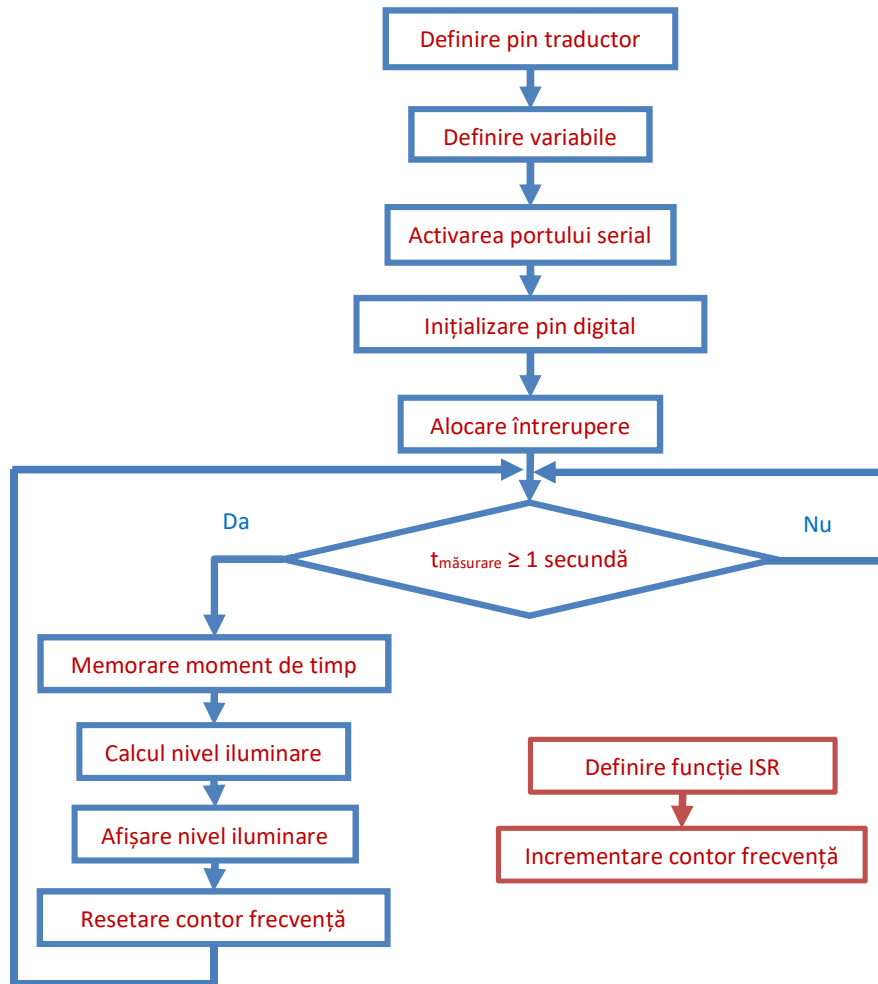 Definire pin traductor
Definire variabile
Activarea portului serial
Inițializare pin digital
Alocare întrerupere
Da
Nu
tmăsurare ≥ 1 secundă
Memorare moment de timp
Calcul nivel iluminare
Afișare nivel iluminare
Resetare contor frecvență
Definire funcție ISR
Incrementare contor frecvență